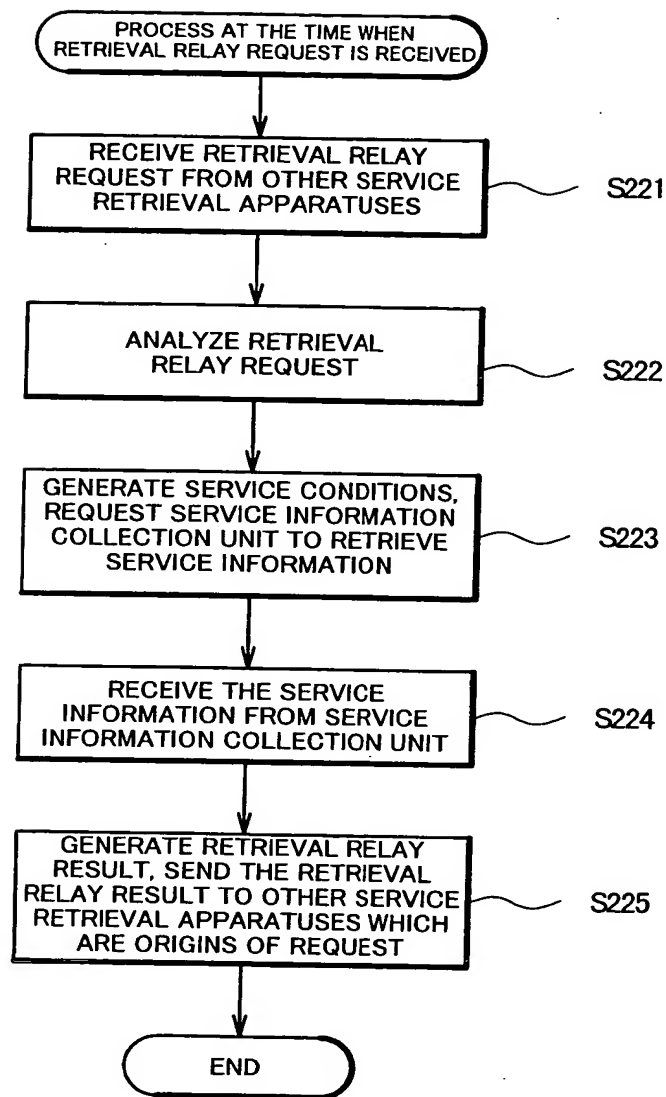 PROCESS AT THE TIME WHEN
RETRIEVAL RELAY REQUEST IS RECEIVED
RECEIVE RETRIEVAL RELAY
REQUEST FROM OTHER SERVICE
RETRIEVAL APPARATUSES
S221
ANALYZE RETRIEVAL
RELAY REQUEST
S222
GENERATE SERVICE CONDITIONS,
REQUEST SERVICE INFORMATION
COLLECTION UNIT TO RETRIEVE
SERVICE INFORMATION
S223
RECEIVE THE SERVICE
INFORMATION FROM SERVICE
INFORMATION COLLECTION UNIT
S224
GENERATE RETRIEVAL RELAY
RESULT, SEND THE RETRIEVAL
RELAY RESULT TO OTHER SERVICE
RETRIEVAL APPARATUSES WHICH
ARE ORIGINS OF REQUEST
S225
END